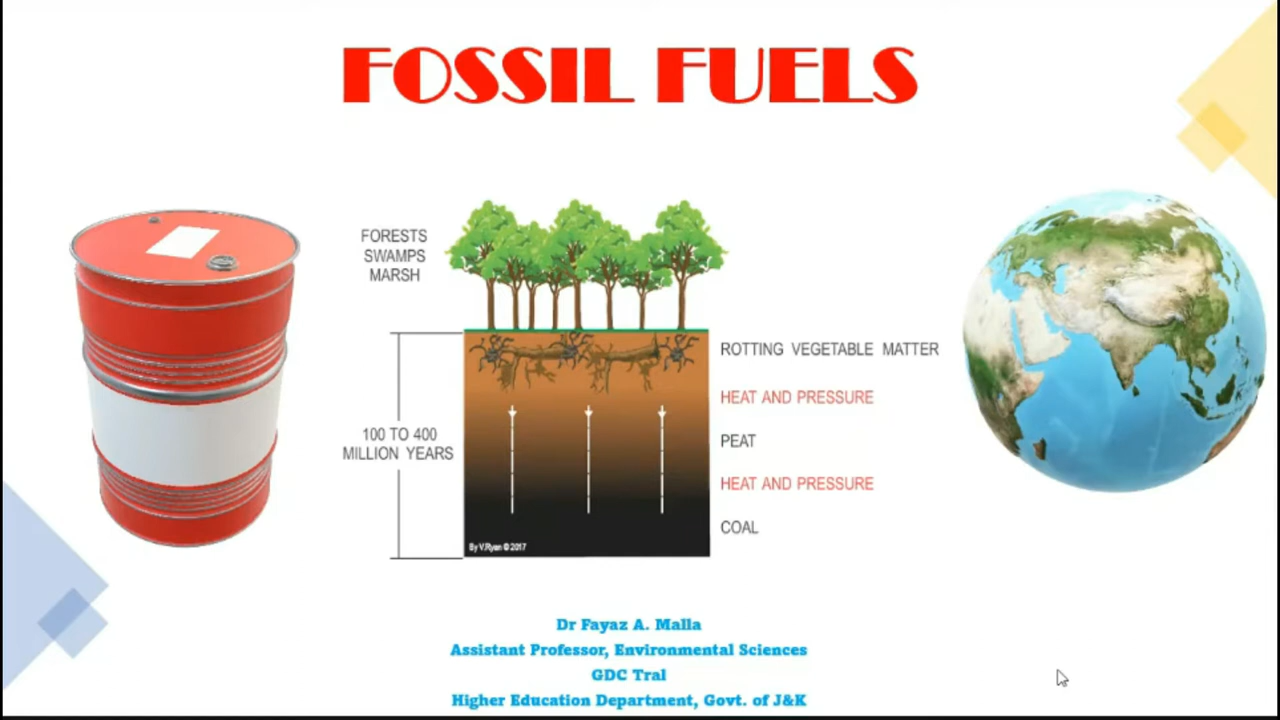 FOSSIL FUELS
FORESTS
SWAMPS
MARSH
ROTTING VEGETABLE MATTER
HEAT AND PRESSURE
100 TO 400
MILLION YEARS
PEAT
HEAT AND PRESSURE
COAL
By V.Ryan © 2017
Dr Fayaz A. Malla
Assistant Professor, Environmental Sciences
GDC Tral
Higher Education Department, Govt. of J&K